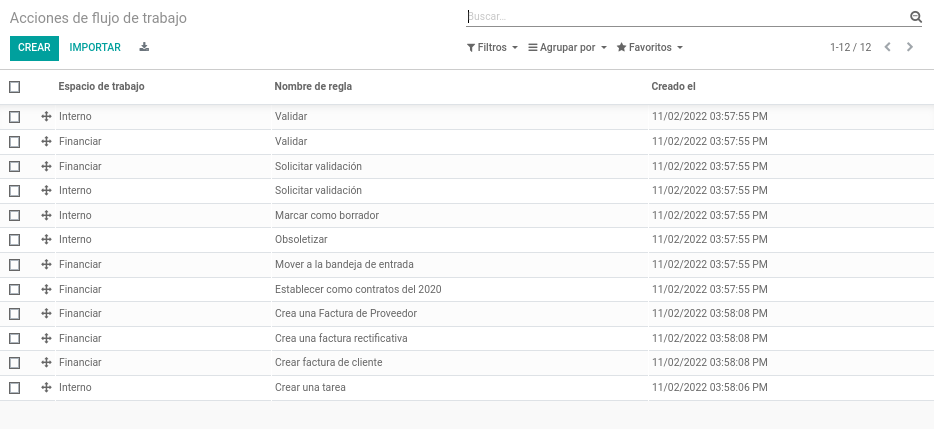 Acciones de flujo de trabajo
Buscar...
CREAR IMPORTAR
Filtros Agrupar por Favoritos 1-12 / 12
Espacio de trabajo Nombre de regla Creado el
Interno Validar 11/02/2022 03:57:55 PM
Financiar Validar 11/02/2022 03:57:55 PM
Financiar Solicitar validación 11/02/2022 03:57:55 PM
Interno Solicitar validación 11/02/2022 03:57:55 PM
Interno Marcar como borrador 11/02/2022 03:57:55 PM
Interno Obsoletizar 11/02/2022 03:57:55 PM
Financiar Mover a la bandeja de entrada 11/02/2022 03:57:55 PM
Financiar Establecer como contratos del 2020 11/02/2022 03:57:55 PM
Financiar Crea una Factura de Proveedor 11/02/2022 03:58:08 PM
Financiar Crea una factura rectificativa 11/02/2022 03:58:08 PM
Financiar Crear factura de cliente 11/02/2022 03:58:08 PM
Interno Crear una tarea 11/02/2022 03:58:06 PM